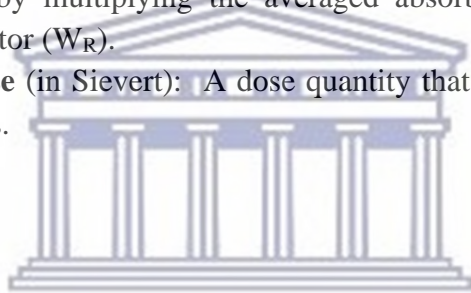 by multiplying the averaged absorb
tor (WR).
e (in Sievert): A dose quantity that